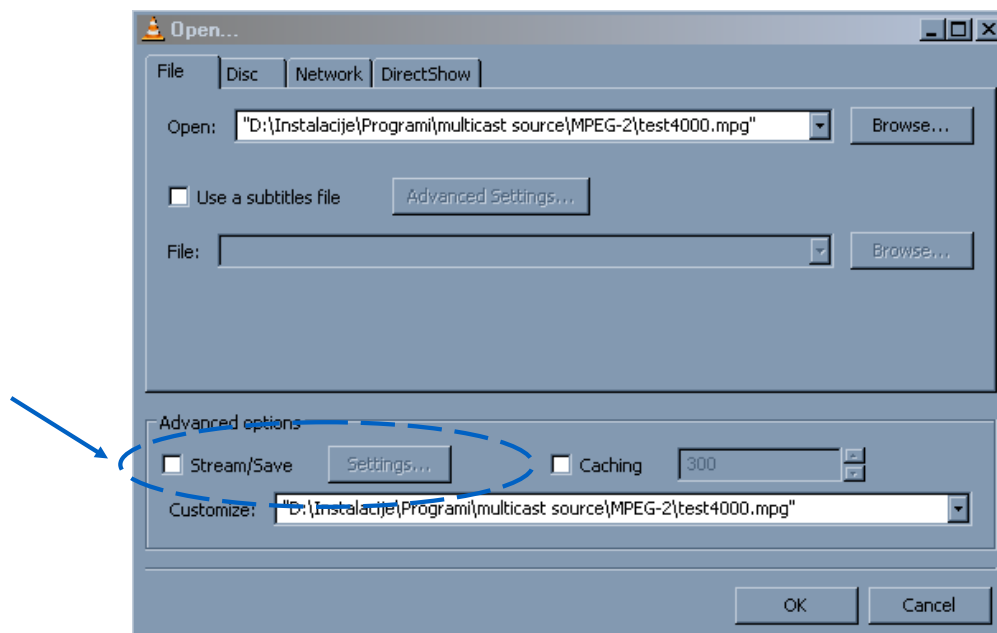 Open...
File Disc Network DirectShow
Open: "D:\Instalacije\Programi\multicast source\MPEG-2\test4000.mpg" Browse...
Use a subtitles file Advanced Settings...
File: Browse...
Advanced options
Stream/Save Settings... Caching 300
Customize: "D:\Instalacije\Programi\multicast source\MPEG-2\test4000.mpg"
OK Cancel